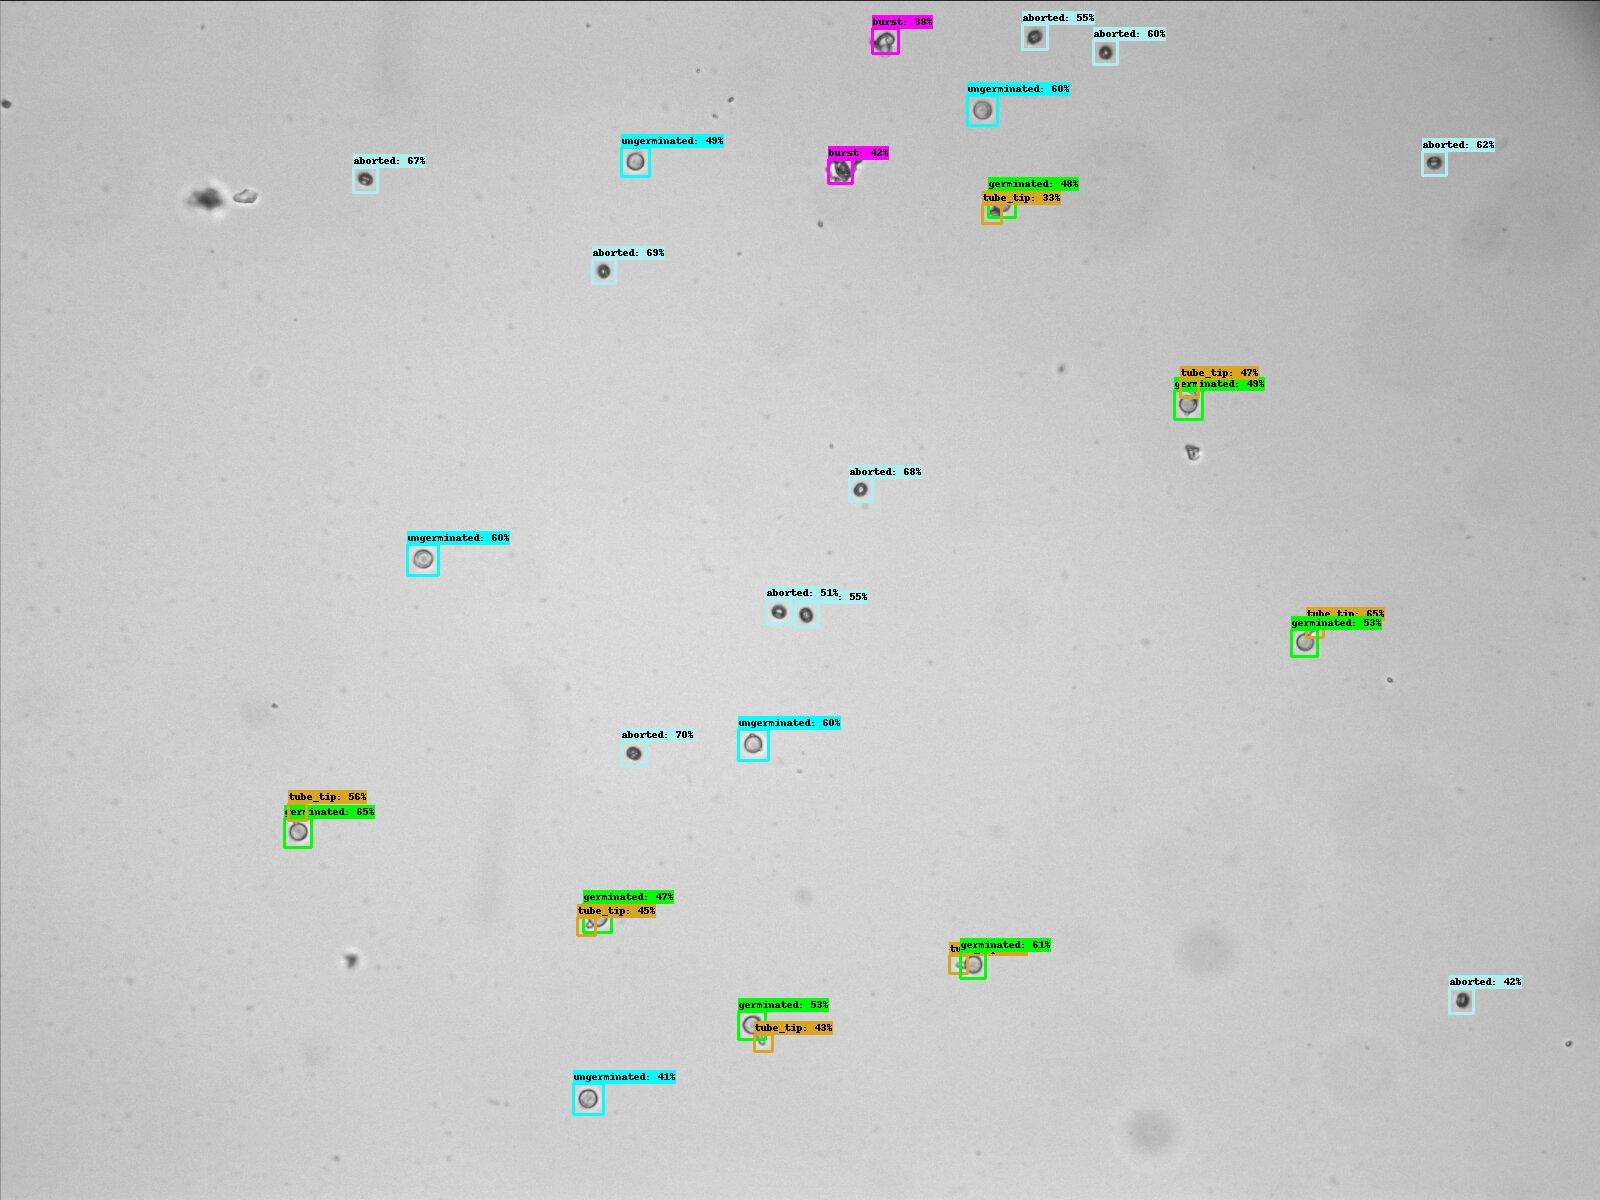 burst: 38%
aborted: 55%
aborted: 60%
ungerminated: 60%
ungerminated: 49%
aborted: 62%
burst: 42%
aborted: 67%
germinated: 48%
tube_tip: 33%
aborted: 69%
tube_tip: 47%
germinated: 49%
aborted: 68%
ungerminated: 60%
aborted: 51%
: 55%
tube_tip: 65%
germinated: 53%
ungerminated: 60%
aborted: 70%
tube_tip: 56%
germinated: 65%
germinated: 47%
tube_tip: 45%
germinated: 61%
aborted: 42%
germinated: 53%
tube_tip: 43%
ungerminated: 41%